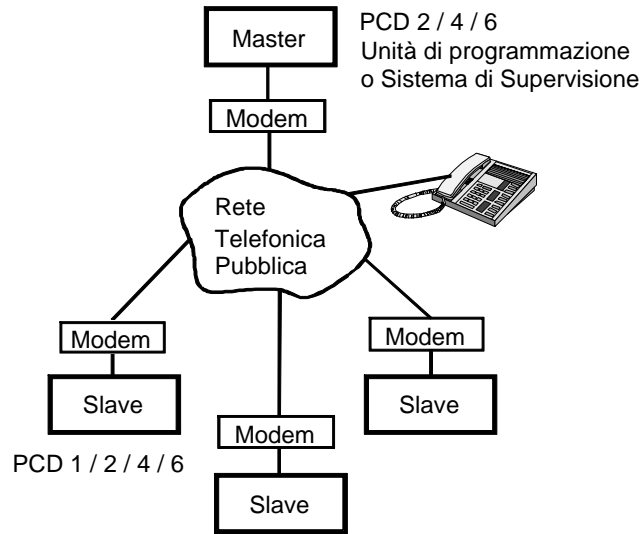 Master
PCD 2 / 4 / 6
Unità di programmazione
o Sistema di Supervisione
Modem
Rete
Telefonica
Pubblica
Modem
Modem
Slave
Slave
PCD 1 / 2 / 4 / 6
Modem
Slave